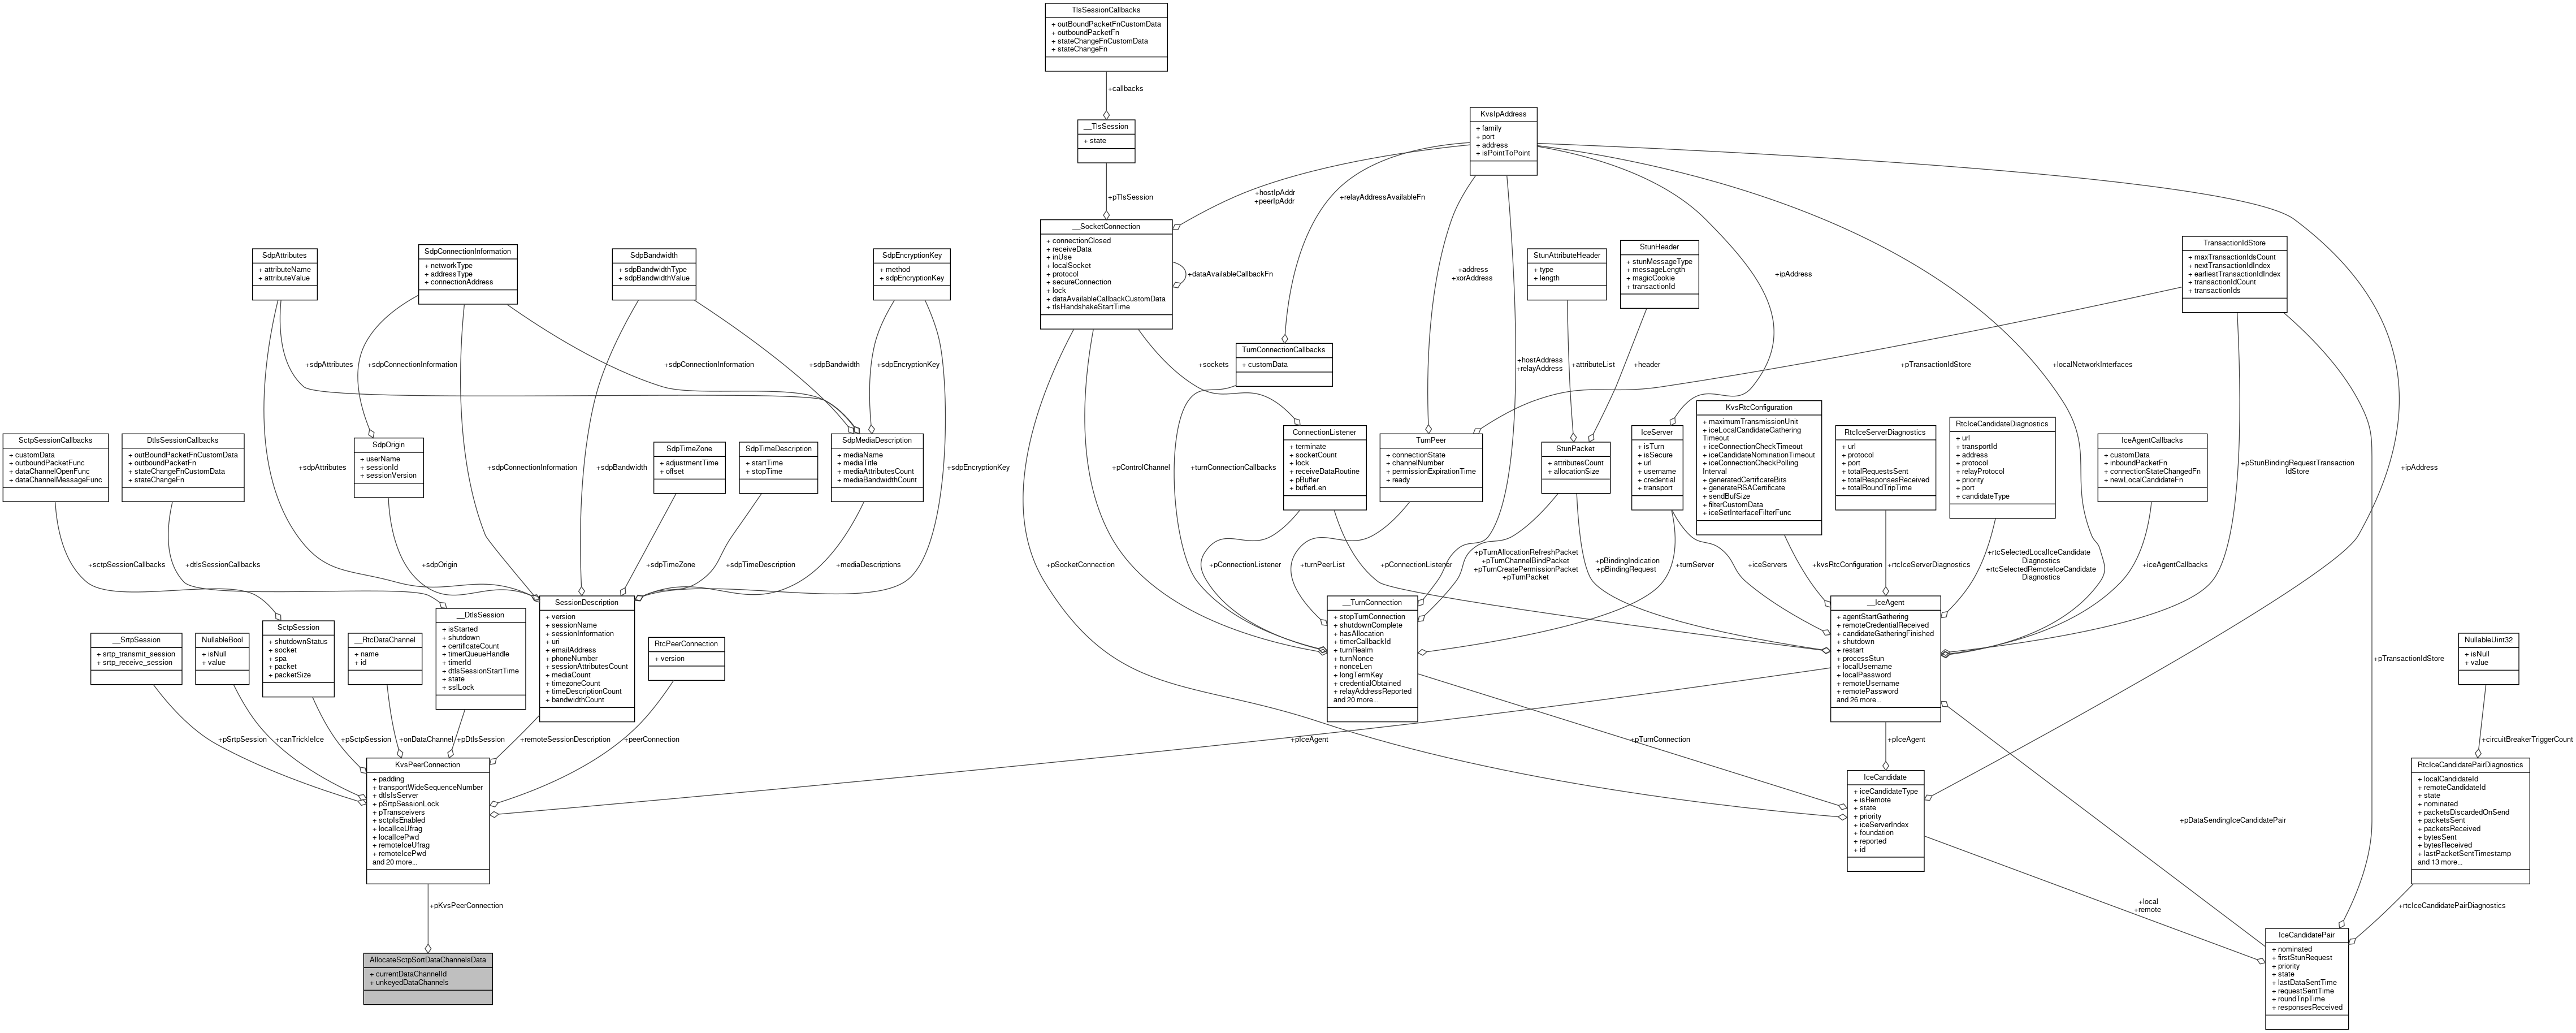 TlsSessionCallbacks
+ outBoundPacketFnCustomData
+ outboundPacketFn
+ stateChangeFnCustomData
+ stateChangeFn
+callbacks
__TlsSession
+ state
+pTlsSession
KvsIpAddress
+ family
+ port
+ address
+ isPointToPoint
+hostIpAddr
+peerIpAddr
+relayAddressAvailableFn
+address
+xorAddress
+ipAddress
__SocketConnection
+ connectionClosed
+ receiveData
+ inUse
+ localSocket
+ protocol
+ secureConnection
+ lock
+ dataAvailableCallbackCustomData
+ tlsHandshakeStartTime
+dataAvailableCallbackFn
StunAttributeHeader
+ type
+ length
StunHeader
+ stunMessageType
+ messageLength
+ magicCookie
+ transactionId
TransactionIdStore
+ maxTransactionIdsCount
+ nextTransactionIdIndex
+ earliestTransactionIdIndex
+ transactionIdCount
+ transactionIds
SdpAttributes
+ attributeName
+ attributeValue
SdpConnectionInformation
+ networkType
+ addressType
+ connectionAddress
SdpBandwidth
+ sdpBandwidthType
+ sdpBandwidthValue
SdpEncryptionKey
+ method
+ sdpEncryptionKey
+sdpAttributes
+sdpConnectionInformation
+sdpConnectionInformation
+sdpBandwidth
+sdpEncryptionKey
+sockets
TurnConnectionCallbacks
+ customData
+hostAddress
+relayAddress
+attributeList
+header
+pTransactionIdStore
+localNetworkInterfaces
SctpSessionCallbacks
+ customData
+ outboundPacketFunc
+ dataChannelOpenFunc
+ dataChannelMessageFunc
DtlsSessionCallbacks
+ outBoundPacketFnCustomData
+ outboundPacketFn
+ stateChangeFnCustomData
+ stateChangeFn
+sdpAttributes
SdpOrigin
+ userName
+ sessionId
+ sessionVersion
+sdpConnectionInformation
+sdpBandwidth
SdpTimeZone
+ adjustmentTime
+ offset
SdpTimeDescription
+ startTime
+ stopTime
SdpMediaDescription
+ mediaName
+ mediaTitle
+ mediaAttributesCount
+ mediaBandwidthCount
+sdpEncryptionKey
+pControlChannel
+turnConnectionCallbacks
ConnectionListener
+ terminate
+ socketCount
+ lock
+ receiveDataRoutine
+ pBuffer
+ bufferLen
TurnPeer
+ connectionState
+ channelNumber
+ permissionExpirationTime
+ ready
StunPacket
+ attributesCount
+ allocationSize
IceServer
+ isTurn
+ isSecure
+ url
+ username
+ credential
+ transport
KvsRtcConfiguration
+ maximumTransmissionUnit
+ iceLocalCandidateGathering
Timeout
+ iceConnectionCheckTimeout
+ iceCandidateNominationTimeout
+ iceConnectionCheckPolling
Interval
+ generatedCertificateBits
+ generateRSACertificate
+ sendBufSize
+ filterCustomData
+ iceSetInterfaceFilterFunc
RtcIceServerDiagnostics
+ url
+ protocol
+ port
+ totalRequestsSent
+ totalResponsesReceived
+ totalRoundTripTime
RtcIceCandidateDiagnostics
+ url
+ transportId
+ address
+ protocol
+ relayProtocol
+ priority
+ port
+ candidateType
IceAgentCallbacks
+ customData
+ inboundPacketFn
+ connectionStateChangedFn
+ newLocalCandidateFn
+pStunBindingRequestTransaction
IdStore
+ipAddress
+sctpSessionCallbacks
+dtlsSessionCallbacks
+sdpOrigin
+sdpTimeZone
+sdpTimeDescription
+mediaDescriptions
+pSocketConnection
+pConnectionListener
+turnPeerList
+pConnectionListener
+pTurnAllocationRefreshPacket
+pTurnChannelBindPacket
+pTurnCreatePermissionPacket
+pTurnPacket
+pBindingIndication
+pBindingRequest
+turnServer
+iceServers
+kvsRtcConfiguration
+rtcIceServerDiagnostics
+rtcSelectedLocalIceCandidate
Diagnostics
+rtcSelectedRemoteIceCandidate
Diagnostics
+iceAgentCallbacks
__SrtpSession
+ srtp_transmit_session
+ srtp_receive_session
NullableBool
+ isNull
+ value
SctpSession
+ shutdownStatus
+ socket
+ spa
+ packet
+ packetSize
__RtcDataChannel
+ name
+ id
__DtlsSession
+ isStarted
+ shutdown
+ certificateCount
+ timerQueueHandle
+ timerId
+ dtlsSessionStartTime
+ state
+ sslLock
SessionDescription
+ version
+ sessionName
+ sessionInformation
+ uri
+ emailAddress
+ phoneNumber
+ sessionAttributesCount
+ mediaCount
+ timezoneCount
+ timeDescriptionCount
+ bandwidthCount
RtcPeerConnection
+ version
__TurnConnection
+ stopTurnConnection
+ shutdownComplete
+ hasAllocation
+ timerCallbackId
+ turnRealm
+ turnNonce
+ nonceLen
+ longTermKey
+ credentialObtained
+ relayAddressReported
and 20 more...
__IceAgent
+ agentStartGathering
+ remoteCredentialReceived
+ candidateGatheringFinished
+ shutdown
+ restart
+ processStun
+ localUsername
+ localPassword
+ remoteUsername
+ remotePassword
and 26 more...
NullableUint32
+ isNull
+ value
+pTransactionIdStore
+pSrtpSession
+canTrickleIce
+pSctpSession
+onDataChannel
+pDtlsSession
+remoteSessionDescription
+peerConnection
+pIceAgent
+pTurnConnection
+pIceAgent
+circuitBreakerTriggerCount
KvsPeerConnection
+ padding
+ transportWideSequenceNumber
+ dtlsIsServer
+ pSrtpSessionLock
+ pTransceivers
+ sctpIsEnabled
+ localIceUfrag
+ localIcePwd
+ remoteIceUfrag
+ remoteIcePwd
and 20 more...
IceCandidate
+ iceCandidateType
+ isRemote
+ state
+ priority
+ iceServerIndex
+ foundation
+ reported
+ id
+pDataSendingIceCandidatePair
RtcIceCandidatePairDiagnostics
+ localCandidateId
+ remoteCandidateId
+ state
+ nominated
+ packetsDiscardedOnSend
+ packetsSent
+ packetsReceived
+ bytesSent
+ bytesReceived
+ lastPacketSentTimestamp
and 13 more...
+pKvsPeerConnection
+local
+remote
+rtcIceCandidatePairDiagnostics
AllocateSctpSortDataChannelsData
+ currentDataChannelId
+ unkeyedDataChannels
IceCandidatePair
+ nominated
+ firstStunRequest
+ priority
+ state
+ lastDataSentTime
+ requestSentTime
+ roundTripTime
+ responsesReceived